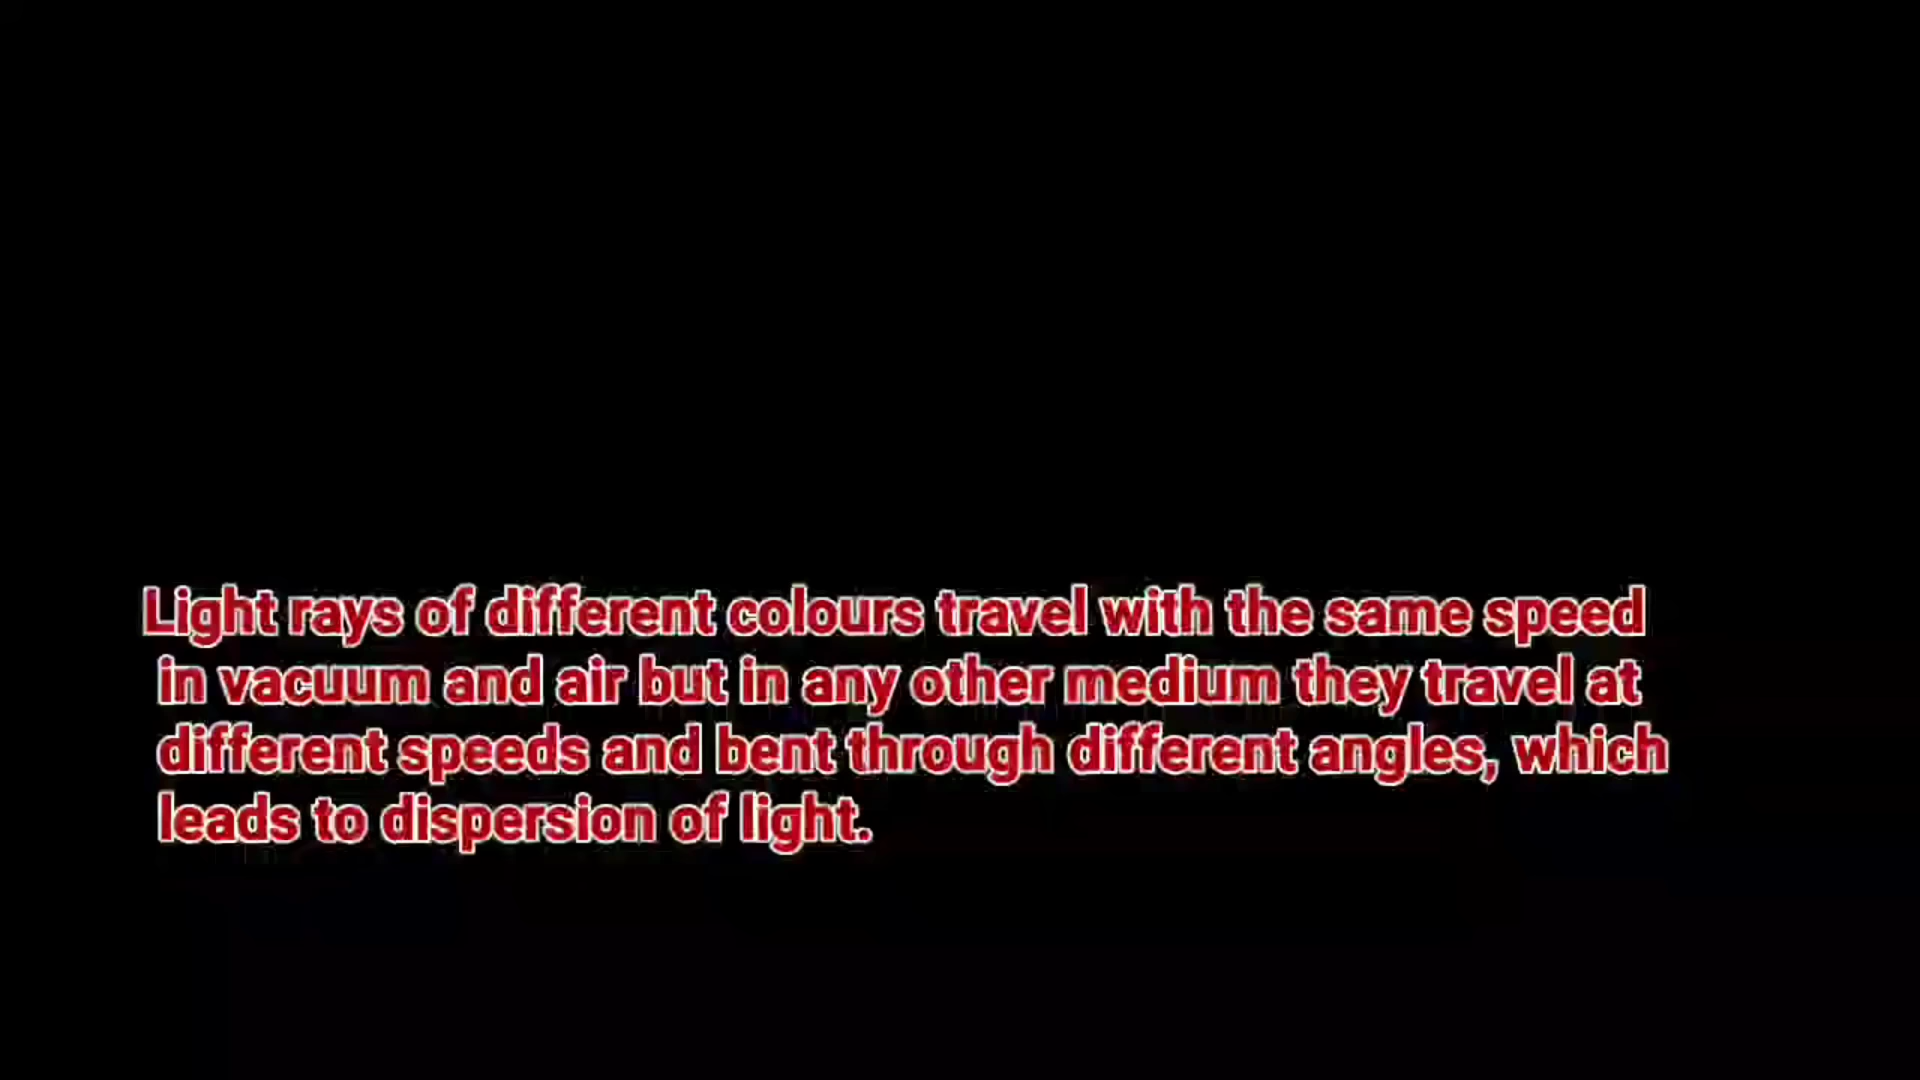 Light rays of different colours travel with the same speed
in vacuum and air but in any other medium they travel at
different speeds and bent through different angles, which
leads to dispersion of light.